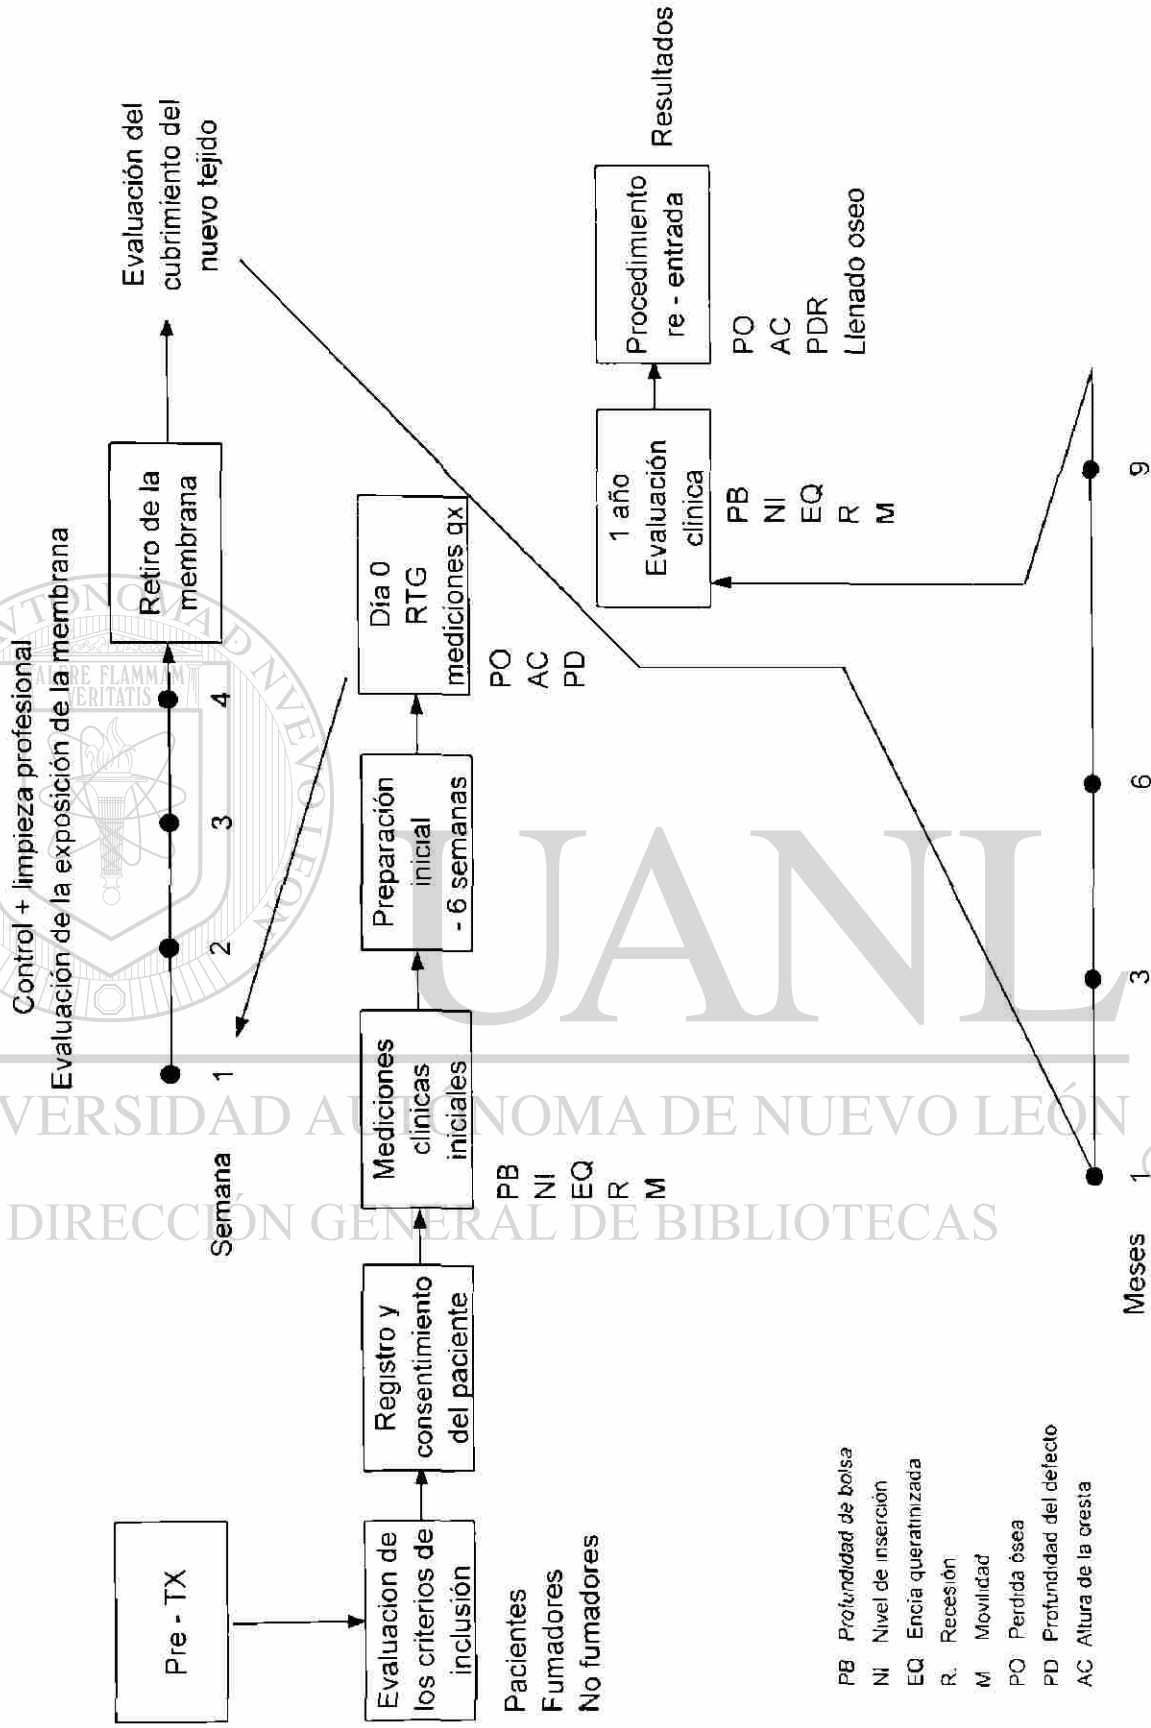 Control + limpieza profesional
Evaluación de la exposición de la membrana
Semana
1
2
3
4
Retiro de la
membrana
Evaluación del
cubrimiento del
nuevo tejido
Pre - TX
Evaluacion de
los criterios de
inclusión
Pacientes
Fumadores
No fumadores
Registro y
consentimiento
del paciente
Mediciones
clínicas
iniciales
PB
NI
EQ
R
M
Preparación
inicial
- 6 semanas
Día 0
RTG
mediciones qx
PO
AC
PD
1 año
Evaluación
clínica
PB
NI
EQ
R
M
Procedimiento
re - entrada
PO
AC
PDR
Llenado oseo
Resultados
Meses
1
3
6
9
PB Profundidad de bolsa
NI Nivel de inserción
EQ Encia queratinizada
R. Recesión
M Movilidad
PO Perdida ósea
PD Profundidad del defecto
AC Altura de la cresta
UANL
VERSIDAD AUTÓNOMA DE NUEVO LEÓN
DIRECCIÓN GENERAL DE BIBLIOTECAS
AUTONOMA D NUEVO LEON
ALERE FLAMMAM
VERITATIS